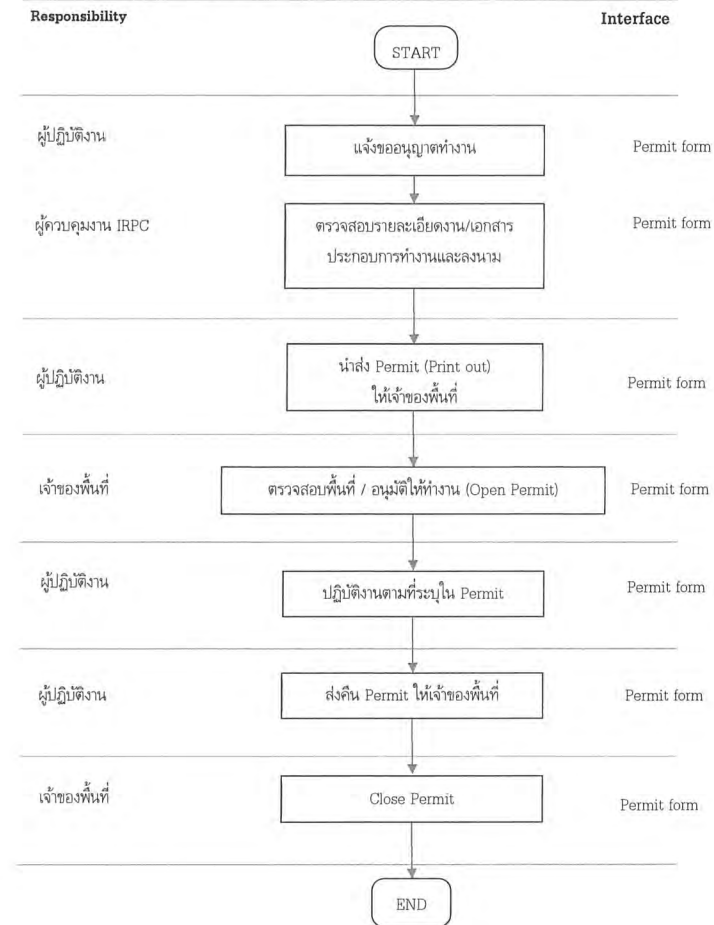 Responsibility
Interface
START
ผู้ปฏิบัติงาน
แจ้งขออนุญาตทำงาน
Permit form
ผู้ควบคุมงาน IRPC
ตรวจสอบรายละเอียดงาน/เอกสาร
ประกอบการทำงานและลงนาม
Permit form
ผู้ปฏิบัติงาน
นำส่ง Permit (Print out)
ให้เจ้าของพื้นที่
Permit form
เจ้าของพื้นที่
ตรวจสอบพื้นที่ / อนุมัติให้ทำงาน (Open Permit)
Permit form
ผู้ปฏิบัติงาน
ปฏิบัติงานตามที่ระบุใน Permit
Permit form
ผู้ปฏิบัติงาน
ส่งคืน Permit ให้เจ้าของพื้นที่
Permit form
เจ้าของพื้นที่
Close Permit
Permit form
END